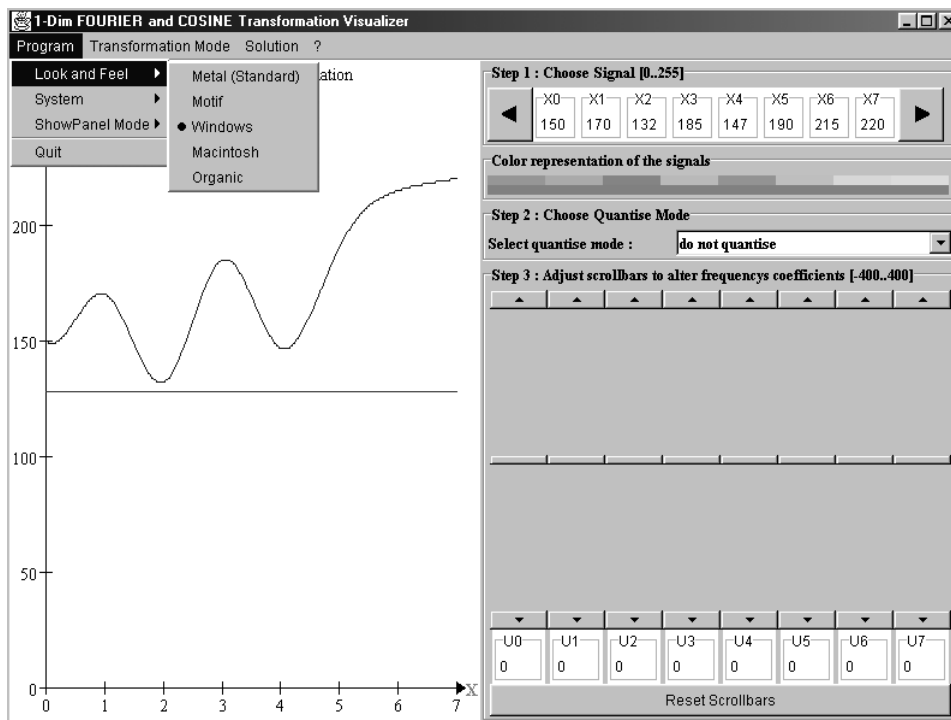 1-Dim FOURIER and COSINE Transformation Visualizer
Program Transformation Mode Solution ?
Look and Feel
System
ShowPanel Mode
Quit
Metal (Standard)
Motif
Windows
Macintosh
Organic
200
150
100
50
0
0 1 2 3 4 5 6 7
X
Step 1 : Choose Signal [0..255]
X0 X1 X2 X3 X4 X5 X6 X7
150 170 132 185 147 190 215 220
Color representation of the signals
Step 2 : Choose Quantise Mode
Select quantise mode : do not quantise
Step 3 : Adjust scrollbars to alter frequencys coefficients [-400..400]
U0 U1 U2 U3 U4 U5 U6 U7
0 0 0 0 0 0 0 0
Reset Scrollbars